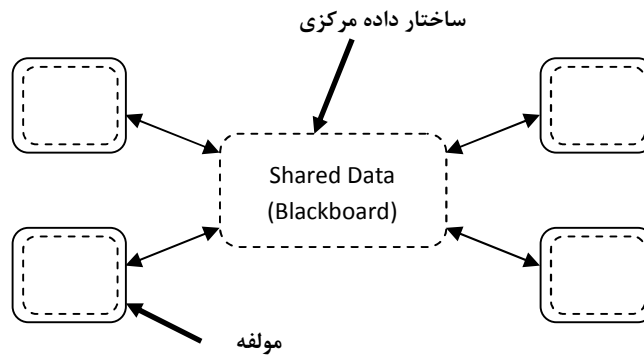 ساختار داده مرکزی
Shared Data
(Blackboard)
مولفه